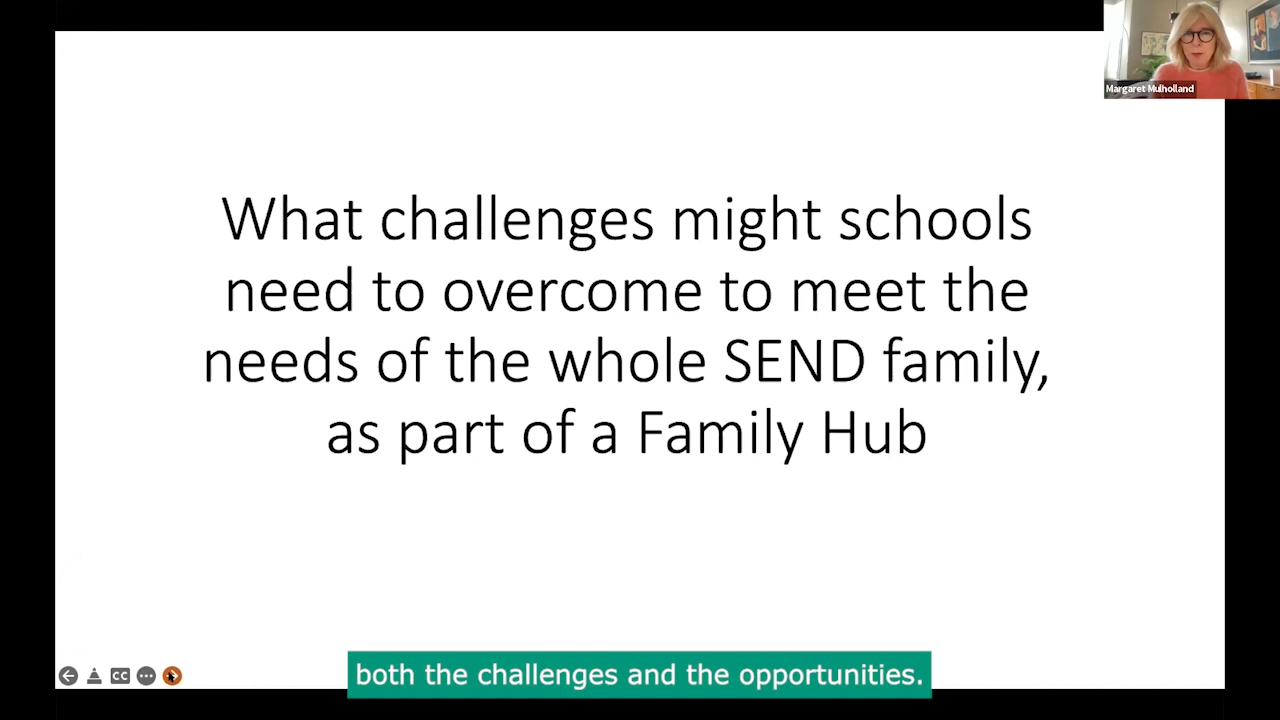 Margaret Mulholland
What challenges might schools
need to overcome to meet the
needs of the whole SEND family,
as part of a Family Hub
CC
both the challenges and the opportunities.